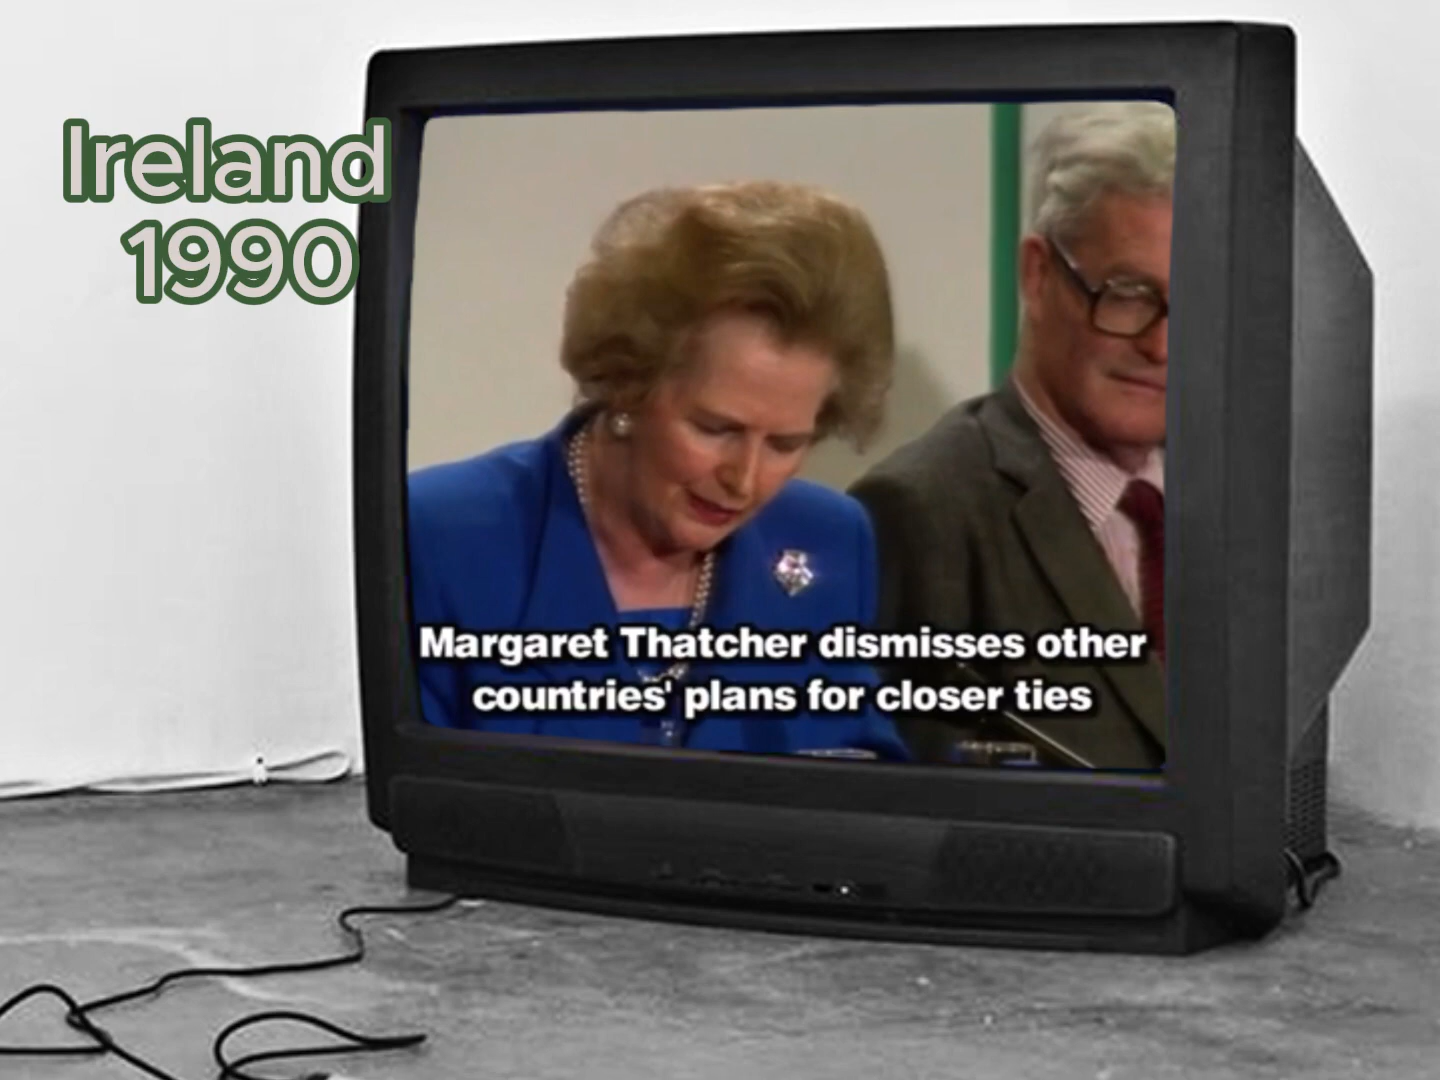 Ireland
1990
Margaret Thatcher dismisses other
countries' plans for closer ties